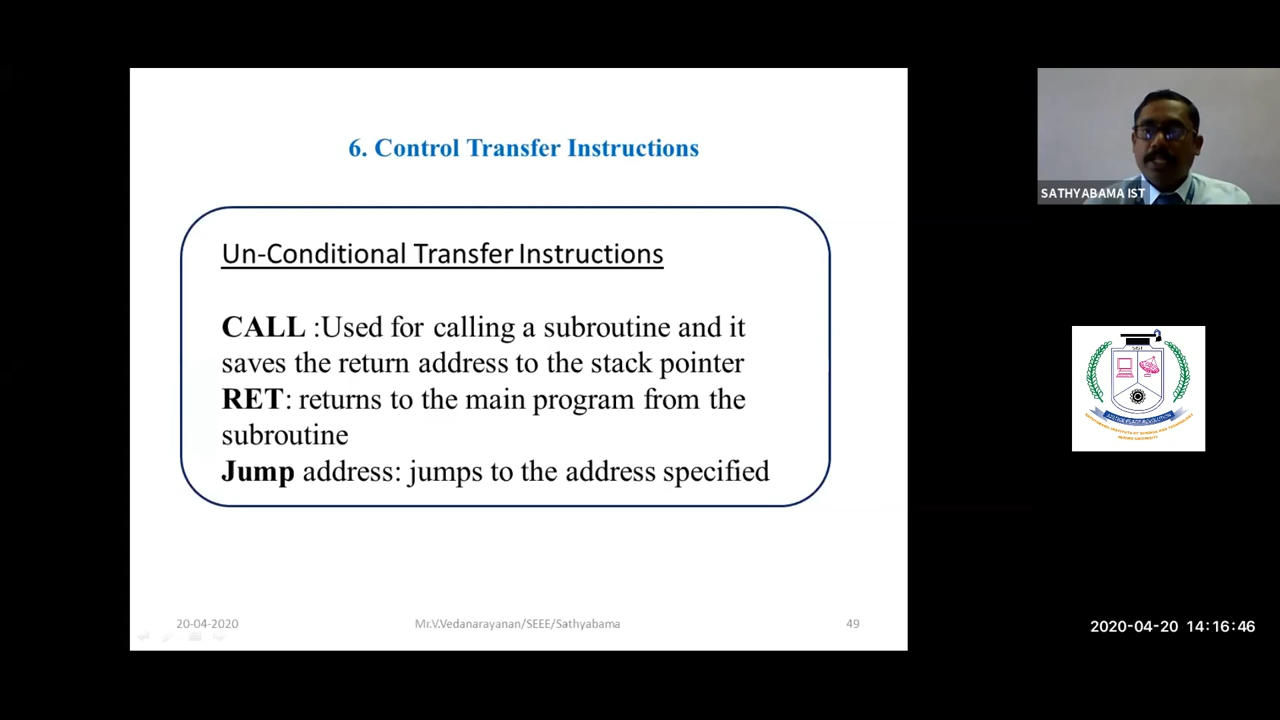 6. Control Transfer Instructions
Un-Conditional Transfer Instructions
CALL :Used for calling a subroutine and it
saves the return address to the stack pointer
RET: returns to the main program from the
subroutine
Jump address: jumps to the address specified
20-04-2020
Mr.V.Vedanarayanan/SEEE/Sathyabama
49
SATHYABAMA IST
2020-04-20 14:16:46